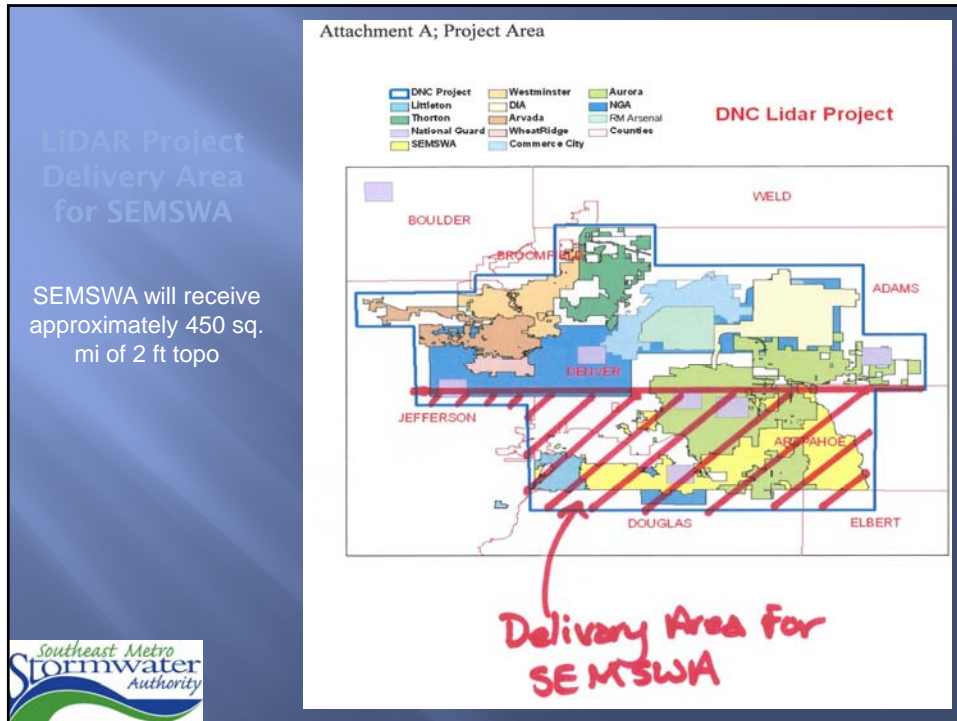 LiDAR Project
Delivery Area
for SEMSWA
SEMSWA will receive
approximately 450 sq.
mi of 2 ft topo
Southeast Metro
Stormwater
Authority
Attachment A; Project Area
DNC Project
Littleton
Thorton
National Guard
SEMSWA
Westminster
DIA
Arvada
WheatRidge
Commerce City
Aurora
NGA
RM Arsenal
Counties
DNC Lidar Project
WELD
BOULDER
BROOMFIELD
ADAMS
DENVER
JEFFERSON
ARAPAHOE
DOUGLAS
ELBERT
Delivary Area For
SEMSWA